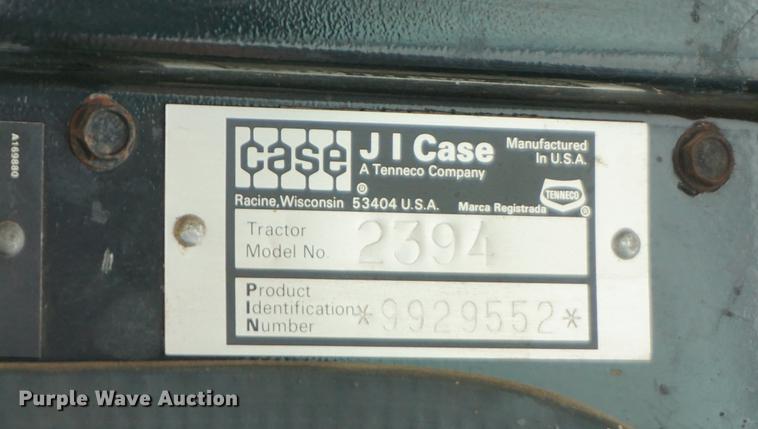 A169880
case
®
J I Case
A Tenneco Company
Manufactured
In U.S.A.
Racine, Wisconsin 53404 U.S.A.
Marca Registrada
TENNECO
®
Tractor
Model No. 2394
Product
Identification
Number *9929552*
Purple Wave Auction